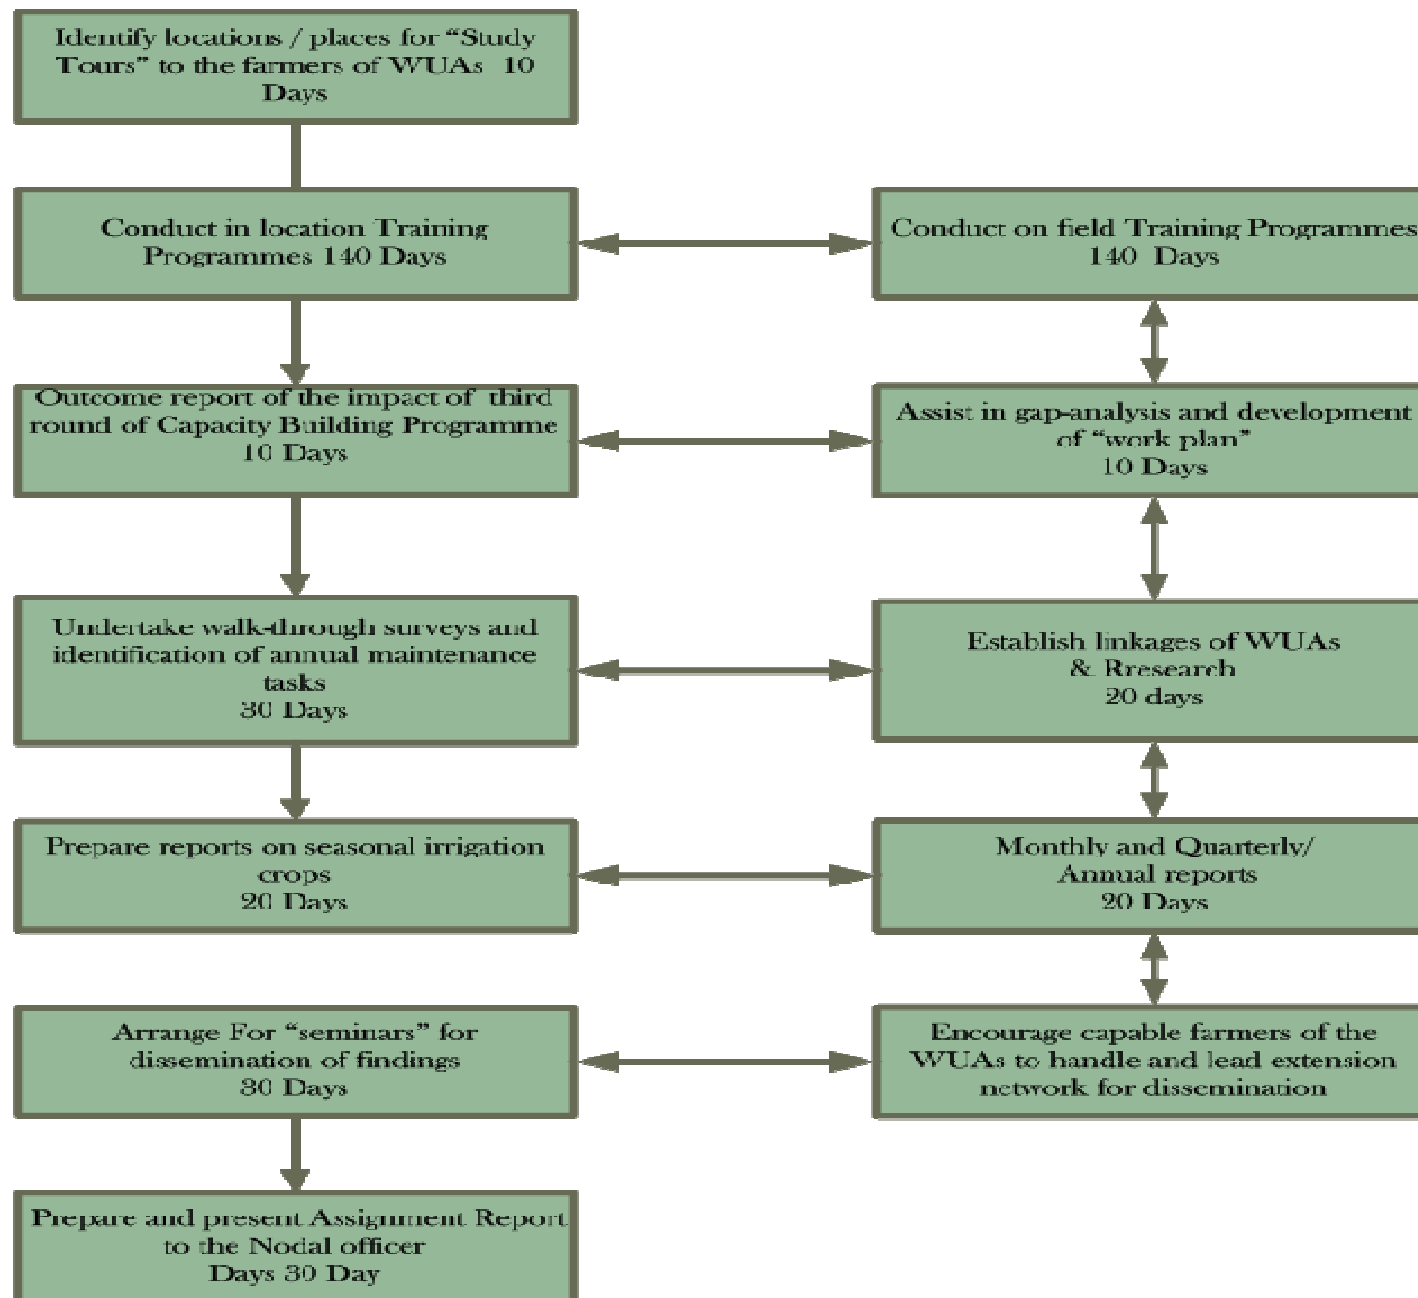 Identify locations / places for “Study
Tours” to the farmers of WUAs 10
Days
Conduct in location Training
Programmes 140 Days
Conduct on field Training Programmes
140 Days
Outcome report of the impact of third
round of Capacity Building Programme
10 Days
Assist in gap-analysis and development
of “work plan”
10 Days
Undertake walk-through surveys and
identification of annual maintenance
tasks
30 Days
Establish linkages of WUAs
& Rresearch
20 days
Prepare reports on seasonal irrigation
crops
20 Days
Monthly and Quarterly/
Annual reports
20 Days
Arrange For “seminars” for
dissemination of findings
30 Days
Encourage capable farmers of the
WUAs to handle and lead extension
network for dissemination
Prepare and present Assignment Report
to the Nodal officer
Days 30 Day